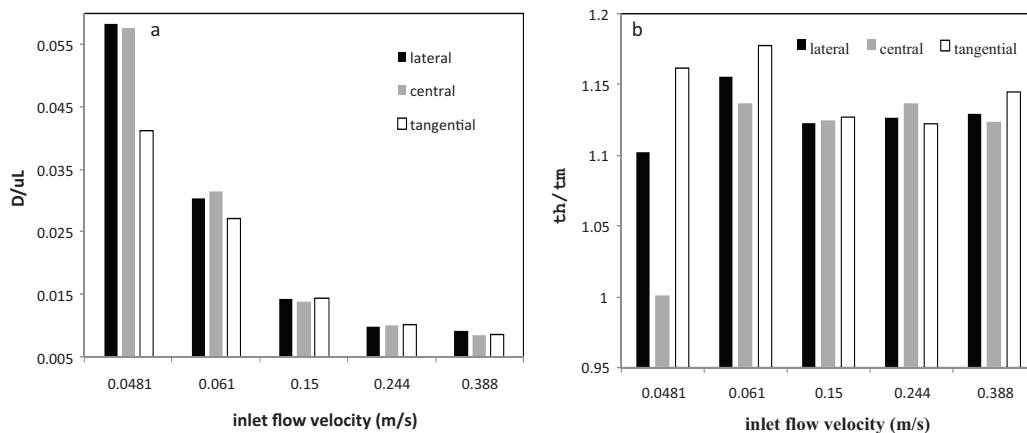 a
lateral
central
tangential
0.055
0.045
0.035
0.025
0.015
0.005
D/uL
0.0481 0.061 0.15 0.244 0.388
inlet flow velocity (m/s)
b
lateral central tangential
1.2
1.15
1.1
1.05
1
0.95
th/tm
0.0481 0.061 0.15 0.244 0.388
inlet flow velocity (m/s)